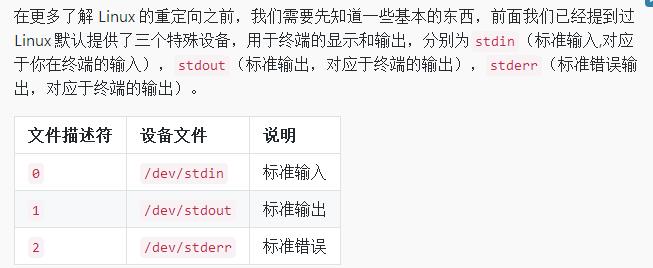 在更多了解 Linux 的重定向之前，我们需要先知道一些基本的东西，前面我们已经提到过
Linux 默认提供了三个特殊设备，用于终端的显示和输出，分别为 stdin（标准输入,对应
于你在终端的输入），stdout（标准输出，对应于终端的输出），stderr（标准错误输
出，对应于终端的输出）。
文件描述符 设备文件 说明
0 /dev/stdin 标准输入
1 /dev/stdout 标准输出
2 /dev/stderr 标准错误